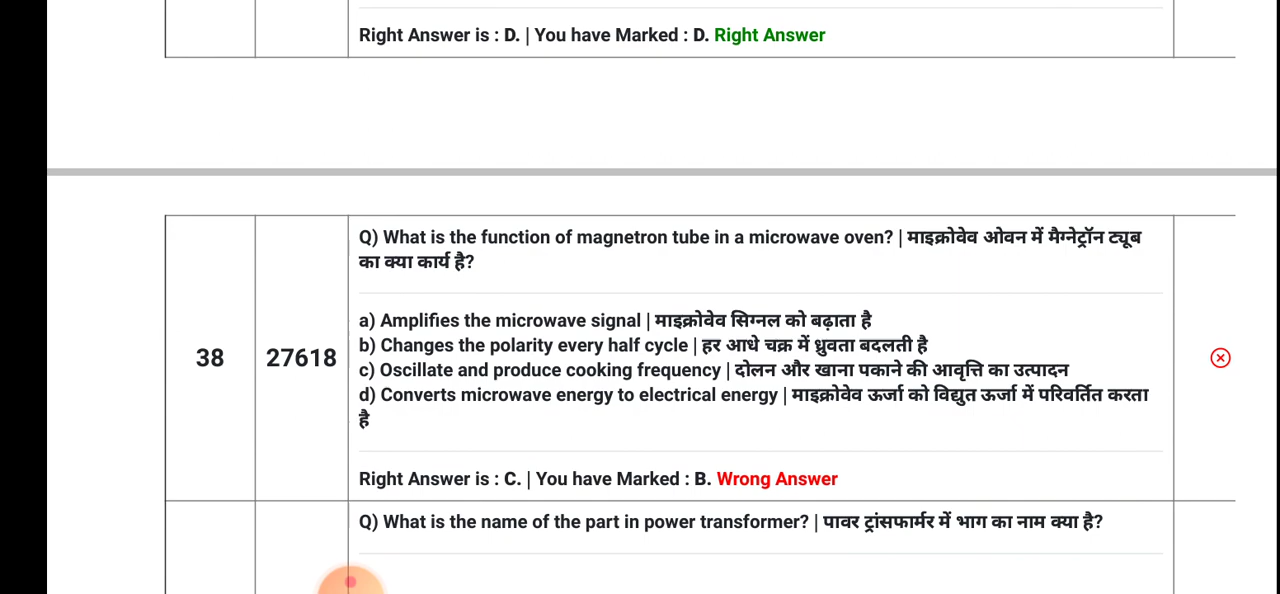 Right Answer is : D. | You have Marked : D. Right Answer
38
27618
Q) What is the function of magnetron tube in a microwave oven? | माइक्रोवेव ओवन में मैग्नेट्रॉन ट्यूब
का क्या कार्य है?
a) Amplifies the microwave signal | माइक्रोवेव सिग्नल को बढ़ाता है
b) Changes the polarity every half cycle | हर आधे चक्र में ध्रुवता बदलती है
c) Oscillate and produce cooking frequency | दोलन और खाना पकाने की आवृत्ति का उत्पादन
d) Converts microwave energy to electrical energy | माइक्रोवेव ऊर्जा को विद्युत ऊर्जा में परिवर्तित करता
है
Right Answer is : C. | You have Marked : B. Wrong Answer
Q) What is the name of the part in power transformer? | पावर ट्रांसफार्मर में भाग का नाम क्या है?